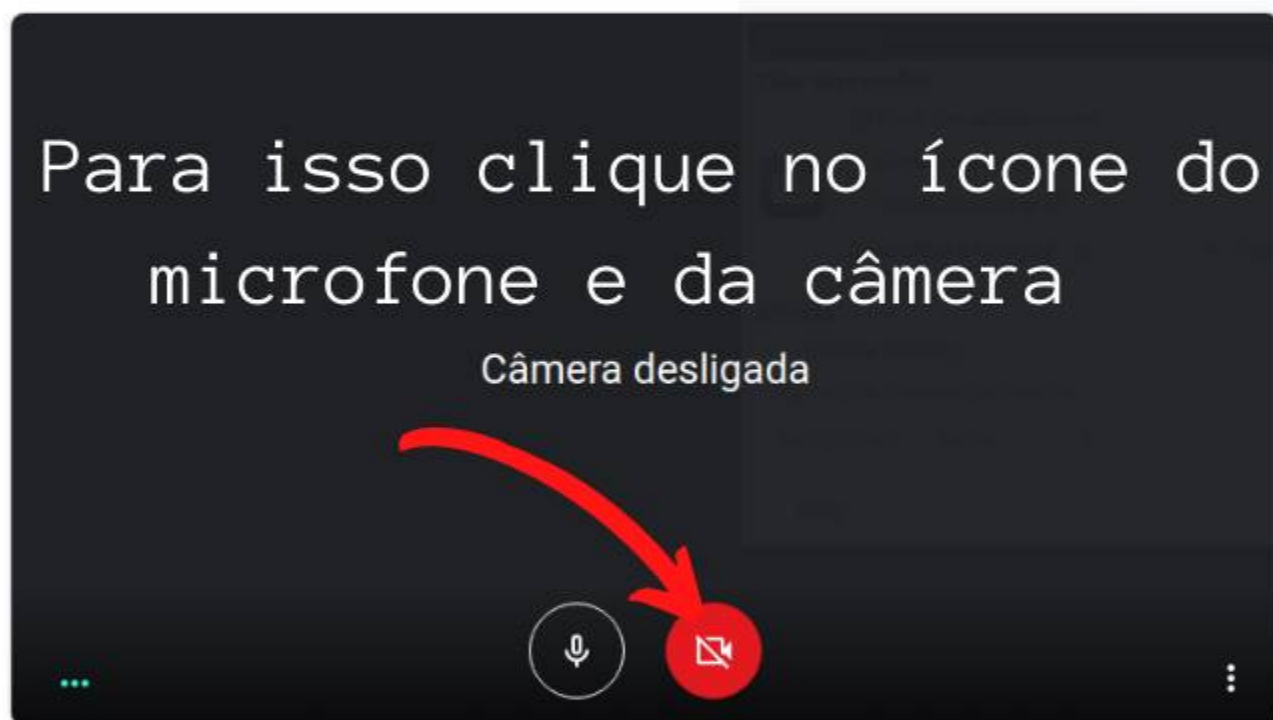 Para isso clique no ícone do
microfone e da câmera
Câmera desligada